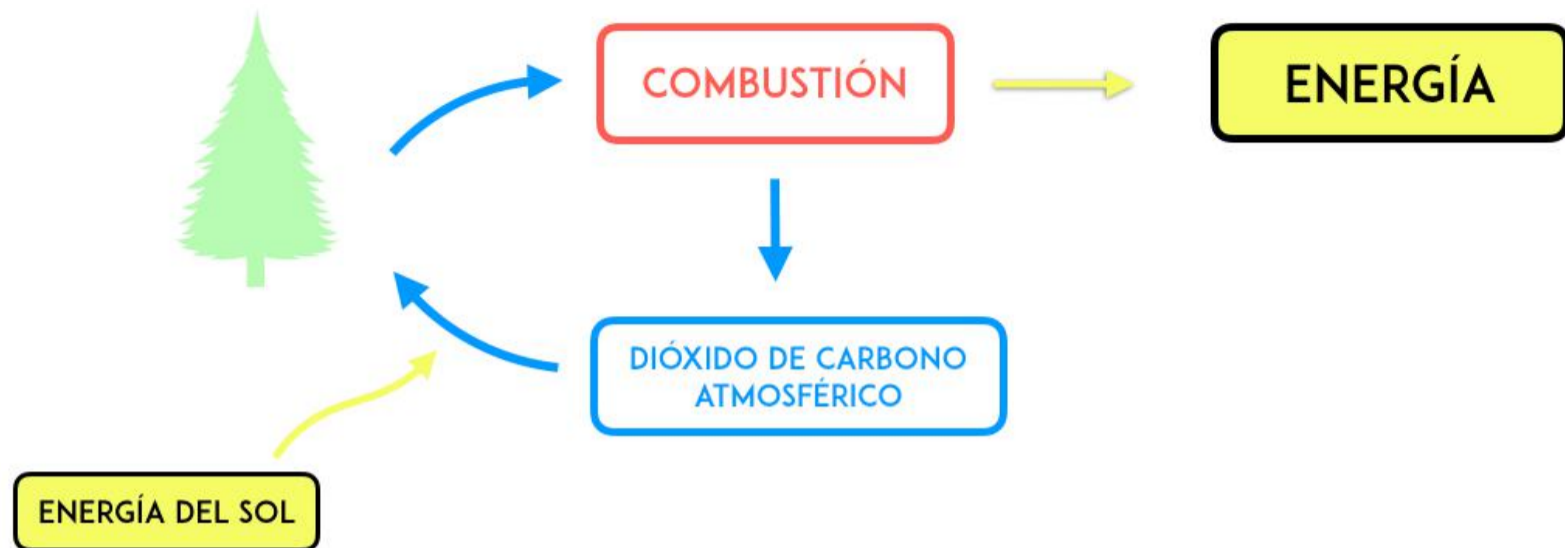 COMBUSTIÓN
ENERGÍA
DIÓXIDO DE CARBONO
ATMOSFÉRICO
ENERGÍA DEL SOL